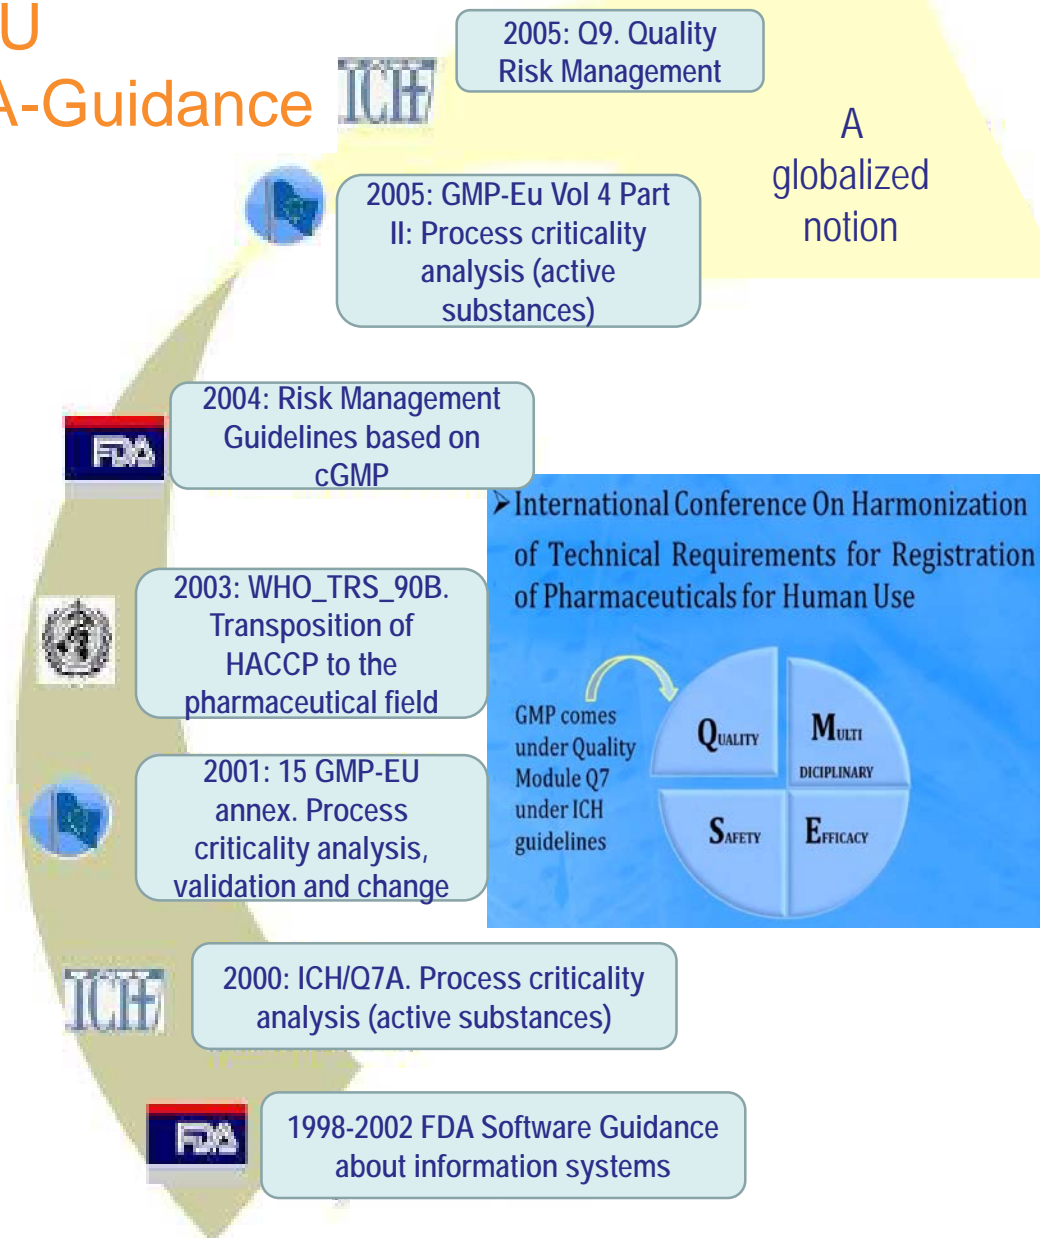 U
A-Guidance
ICH
2005: Q9. Quality
Risk Management
A
globalized
notion
2005: GMP-Eu Vol 4 Part
II: Process criticality
analysis (active
substances)
FDA
2004: Risk Management
Guidelines based on
cGMP
➢International Conference On Harmonization
of Technical Requirements for Registration
of Pharmaceuticals for Human Use
2003: WHO_TRS_90B.
Transposition of
HACCP to the
pharmaceutical field
GMP comes
under Quality
Module Q7
under ICH
guidelines
QUALITY
MULTI
DICIPLINARY
SAFETY
EFFICACY
2001: 15 GMP-EU
annex. Process
criticality analysis,
validation and change
ICH
2000: ICH/Q7A. Process criticality
analysis (active substances)
FDA
1998-2002 FDA Software Guidance
about information systems